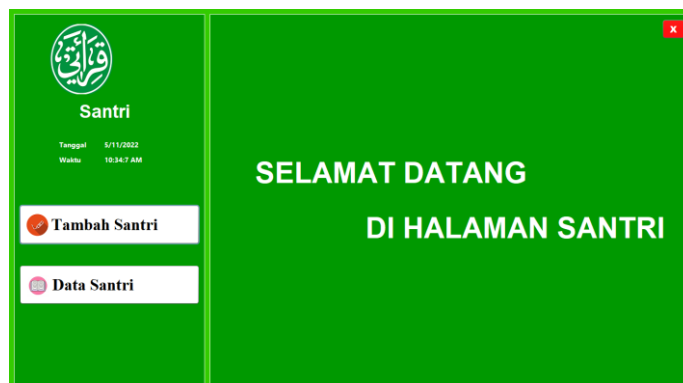 قرآءتي
Santri
Tanggal 5/11/2022
Waktu 10:34:7 AM
Tambah Santri
Data Santri
X
SELAMAT DATANG
DI HALAMAN SANTRI